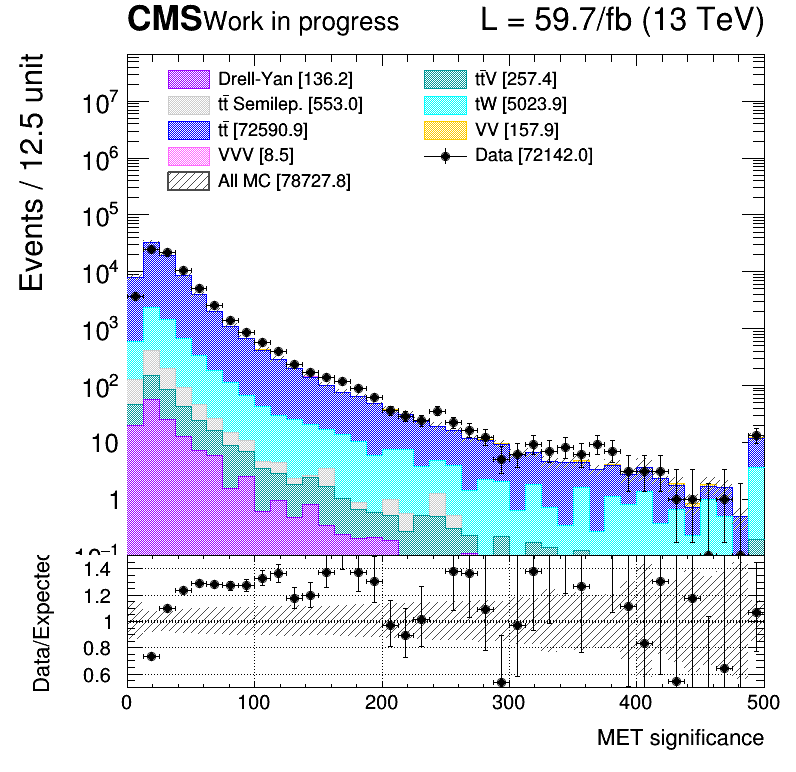 CMS Work in progress L = 59.7/fb (13 TeV)
Events / 12.5 unit
Drell-Yan [136.2] tt̄V [257.4]
tt̄ Semilep. [553.0] tW [5023.9]
tt̄ [72590.9] VV [157.9]
VVV [8.5] Data [72142.0]
All MC [78727.8]
10⁷
10⁶
10⁵
10⁴
10³
10²
10
1
10⁻¹
Data/Expected
1.4
1.2
1
0.8
0.6
0 100 200 300 400 500
MET significance